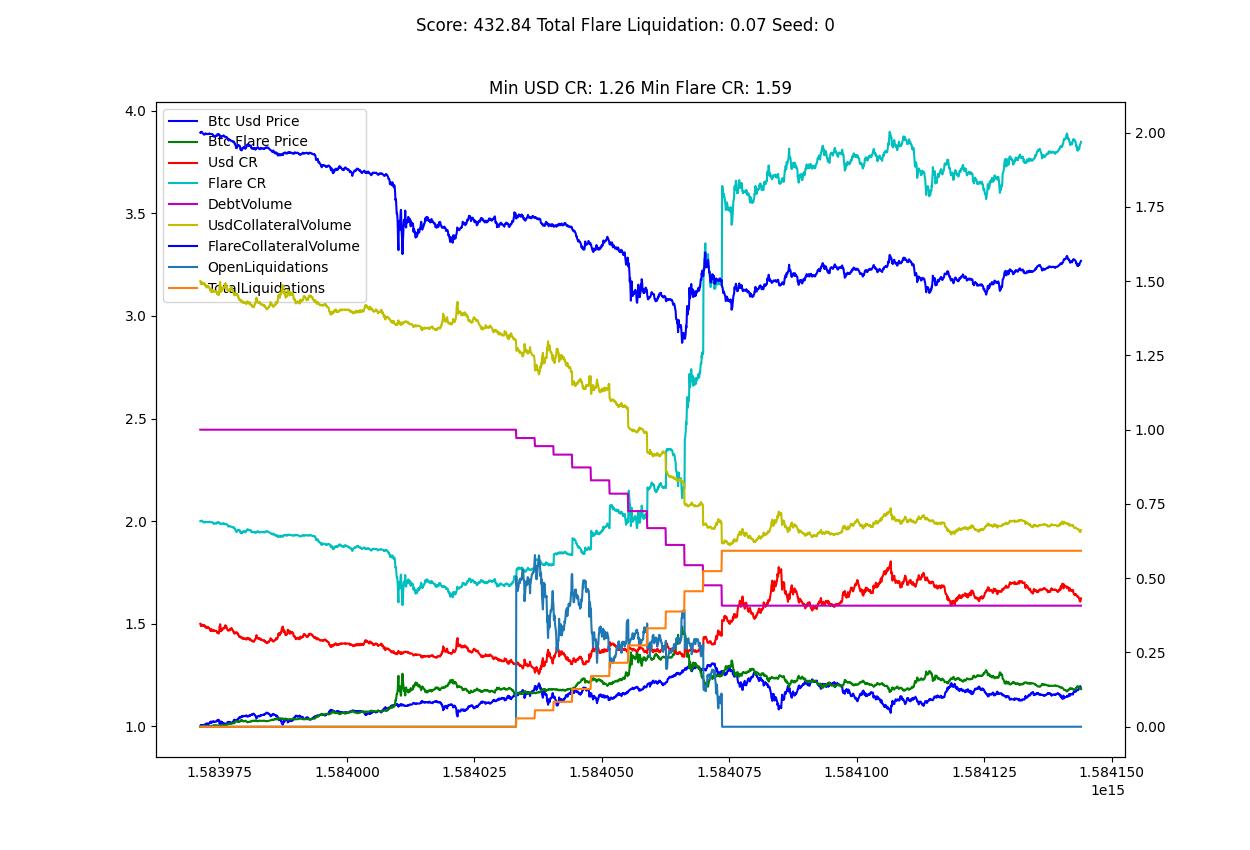 Score: 432.84 Total Flare Liquidation: 0.07 Seed: 0
Min USD CR: 1.26 Min Flare CR: 1.59
Btc Usd Price
Btc Flare Price
Usd CR
Flare CR
DebtVolume
UsdCollateralVolume
FlareCollateralVolume
OpenLiquidations
TotalLiquidations
4.0
3.5
3.0
2.5
2.0
1.5
1.0
2.00
1.75
1.50
1.25
1.00
0.75
0.50
0.25
0.00
1.583975 1.584000 1.584025 1.584050 1.584075 1.584100 1.584125 1.584150
1e15